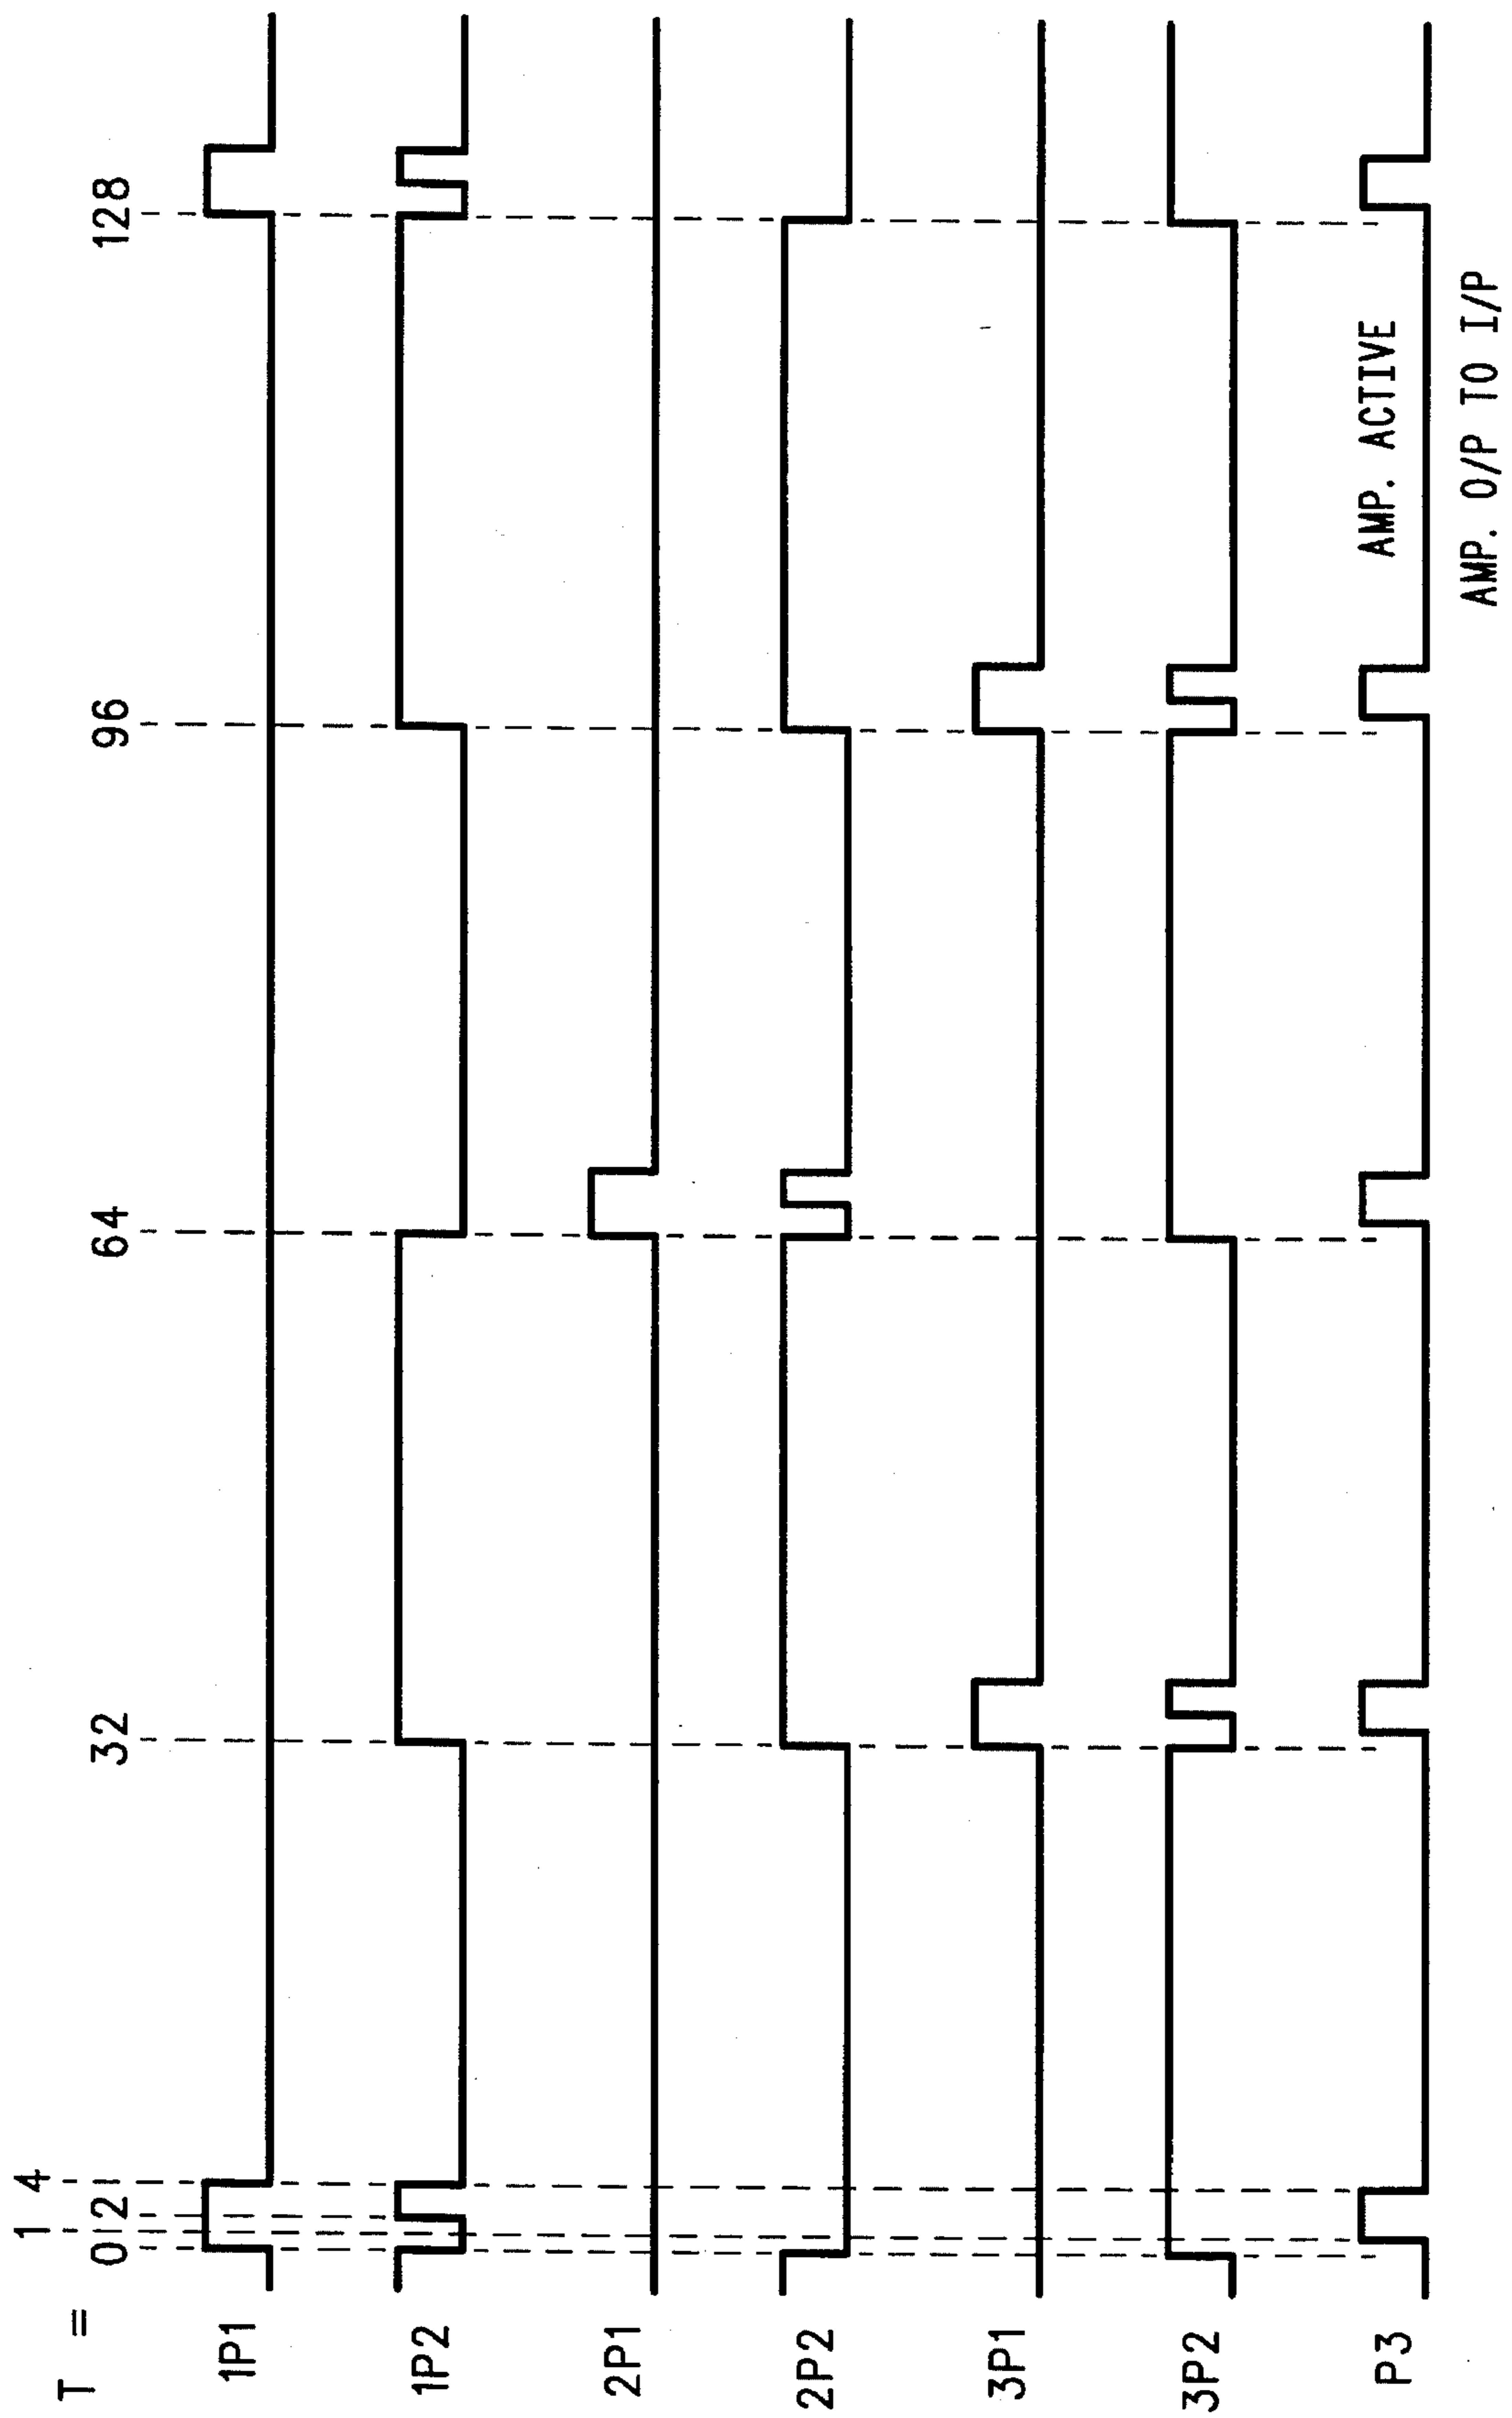 1 4
T = 0 2 32 64 96 128
1P1
1P2
2P1
2P2
3P1
3P2
P3
AMP. ACTIVE
AMP. O/P TO I/P